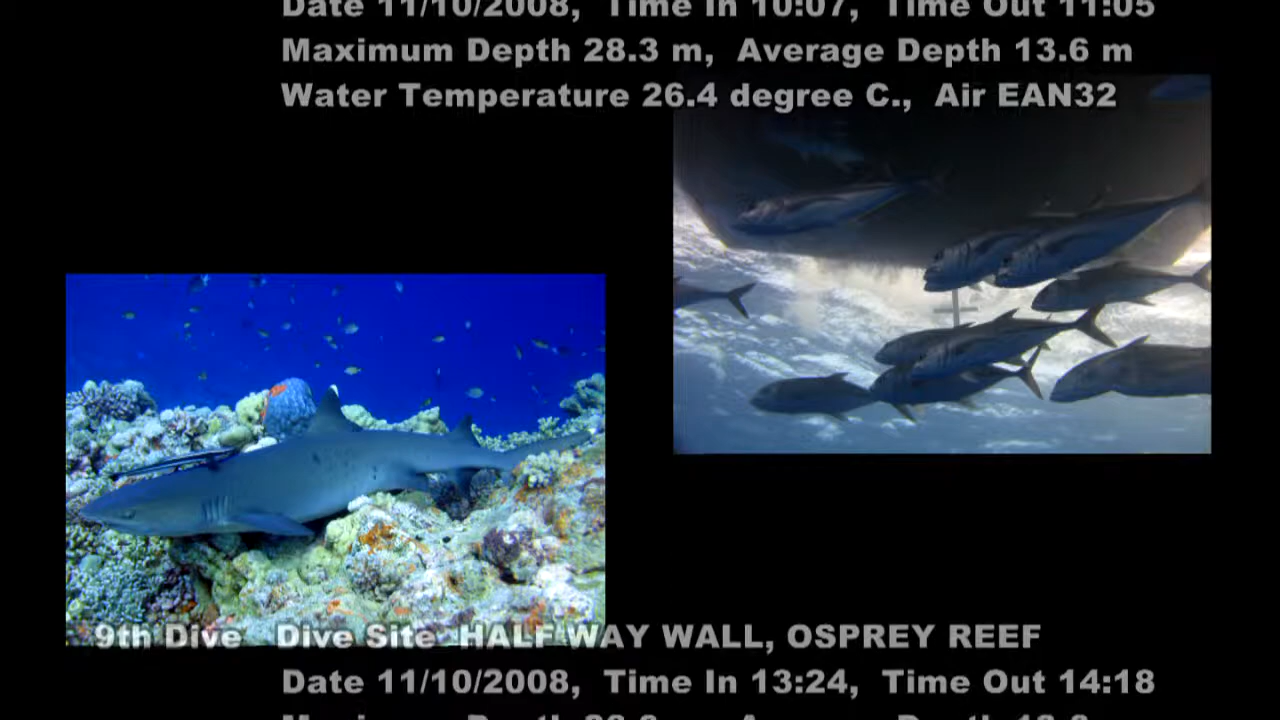 Date 11/10/2008, Time In 10:07, Time Out 11:05
Maximum Depth 28.3 m, Average Depth 13.6 m
Water Temperature 26.4 degree C., Air EAN32
9th Dive Dive Site HALF WAY WALL, OSPREY REEF
Date 11/10/2008, Time In 13:24, Time Out 14:18